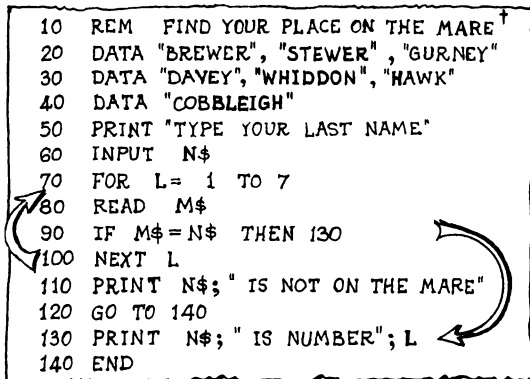 10 REM FIND YOUR PLACE ON THE MARE†
20 DATA "BREWER", "STEWER", "GURNEY"
30 DATA "DAVEY", "WHIDDON", "HAWK"
40 DATA "COBBLEIGH"
50 PRINT "TYPE YOUR LAST NAME"
60 INPUT N$
70 FOR L= 1 TO 7
80 READ M$
90 IF M$=N$ THEN 130
100 NEXT L
110 PRINT N$; " IS NOT ON THE MARE"
120 GO TO 140
130 PRINT N$; " IS NUMBER"; L
140 END